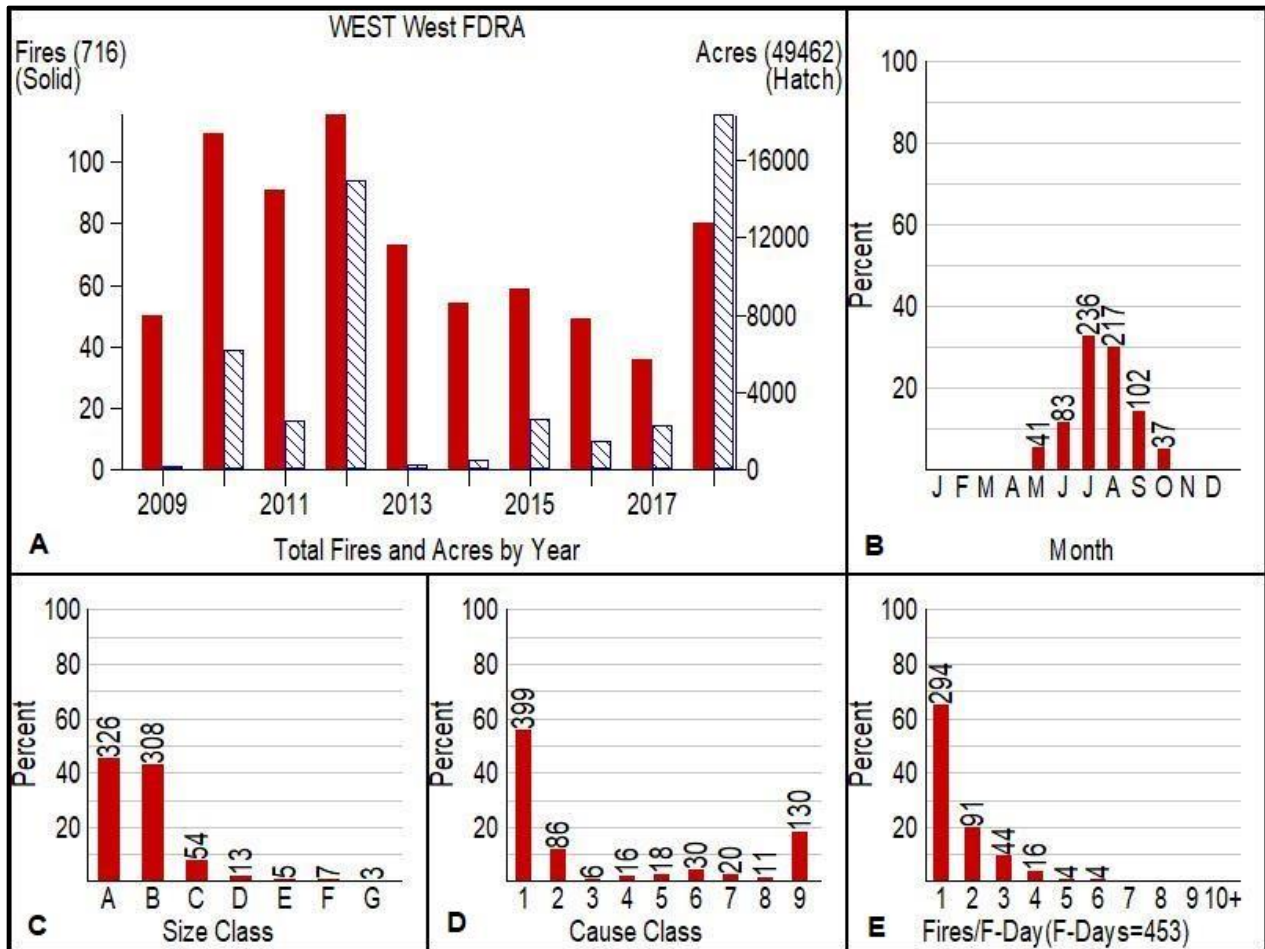 WEST West FDRA
Fires (716)
(Solid)
Acres (49462)
(Hatch)
100
80
60
40
20
0
16000
12000
8000
4000
0
2009 2011 2013 2015 2017
A
Total Fires and Acres by Year
100
80
60
40
20
Percent
41 83 236 217 102 37
J F M A M J J A S O N D
B
Month
100
80
60
40
20
Percent
326 308 54 13 5 7 3
A B C D E F G
C
Size Class
100
80
60
40
20
Percent
399 86 6 16 18 30 20 11 130
1 2 3 4 5 6 7 8 9
D
Cause Class
100
80
60
40
20
Percent
294 91 44 16 4 4
1 2 3 4 5 6 7 8 9 10+
E
Fires/F-Day(F-Days=453)